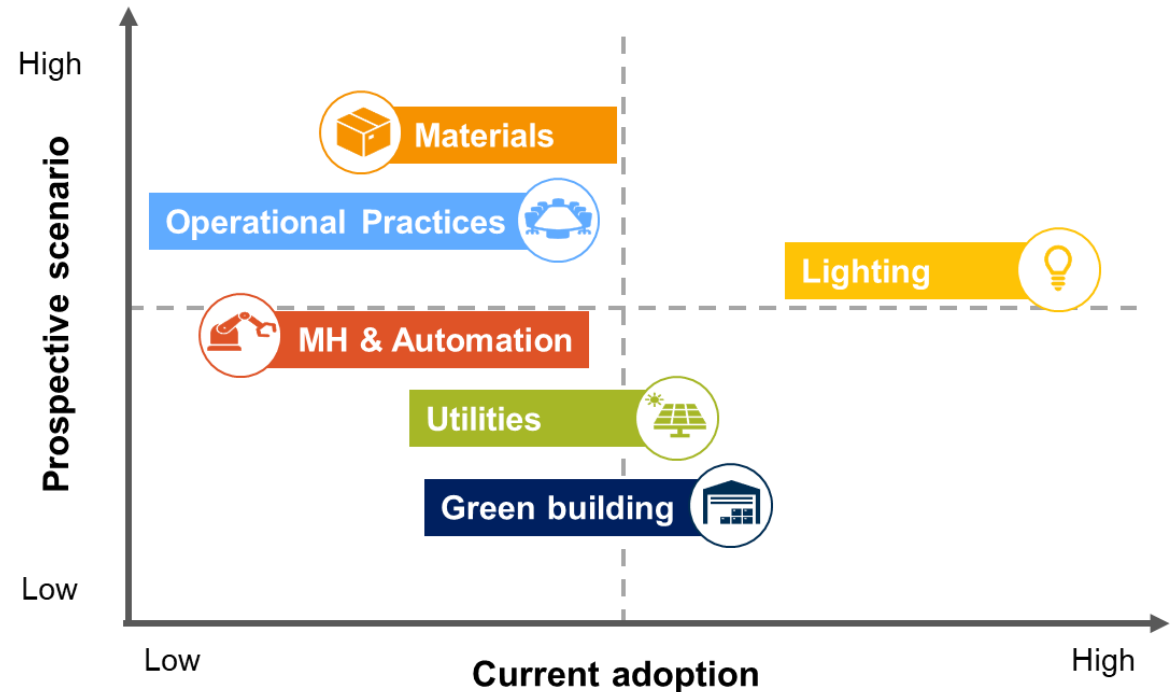 High
Materials
Operational Practices
Lighting
MH & Automation
Utilities
Green building
Low
Prospective scenario
Low
High
Current adoption